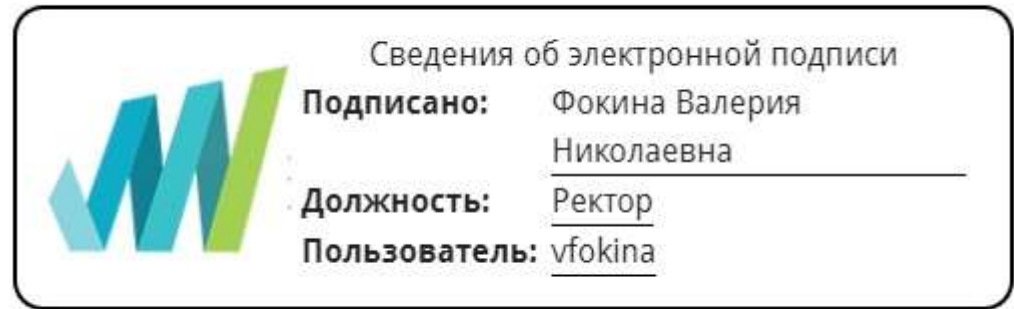 Сведения об электронной подписи
Подписано: Фокина Валерия
Николаевна
Должность: Ректор
Пользователь: vfokina